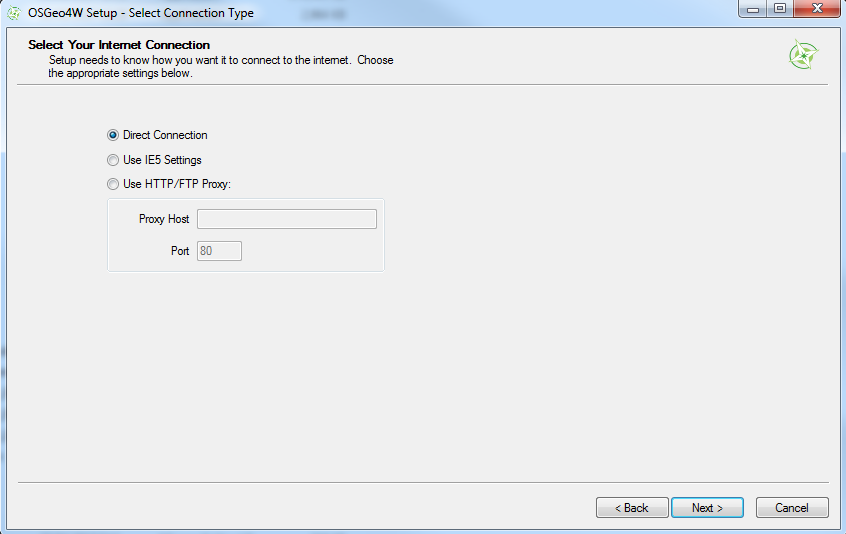 OSGeo4W Setup - Select Connection Type
Select Your Internet Connection
Setup needs to know how you want it to connect to the internet.  Choose
the appropriate settings below.
Direct Connection
Use IE5 Settings
Use HTTP/FTP Proxy:
Proxy Host
Port 80
< Back Next > Cancel